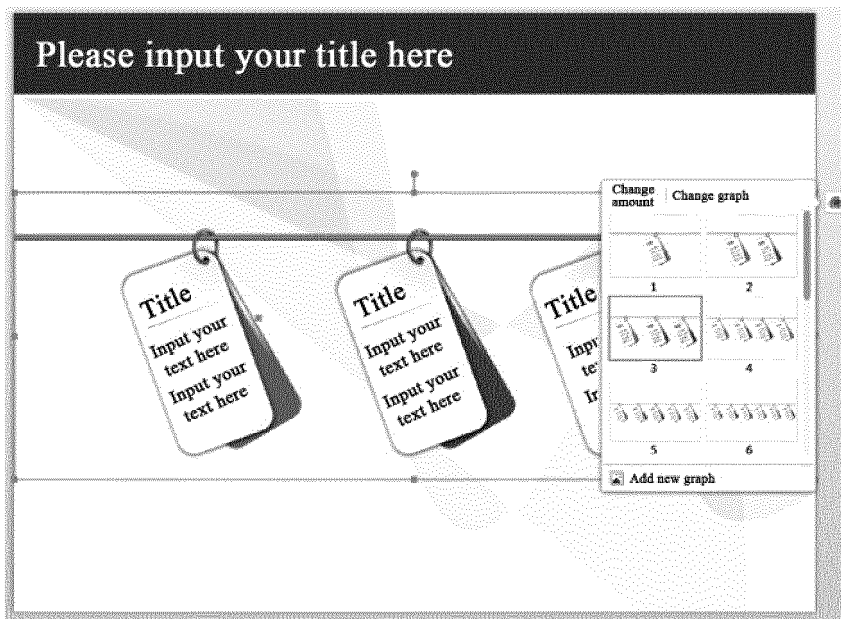 Please input your title here
Change
amount
Change graph
Title
Input your
text here
Input your
text here
Title
Input your
text here
Input your
text here
Title
1
2
3
4
5
6
Add new graph